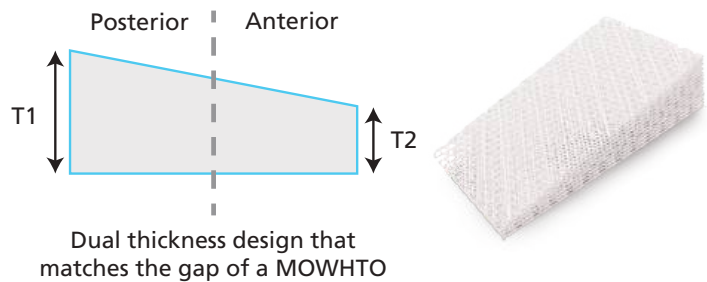 Posterior Anterior
T1
T2
Dual thickness design that
matches the gap of a MOWHTO